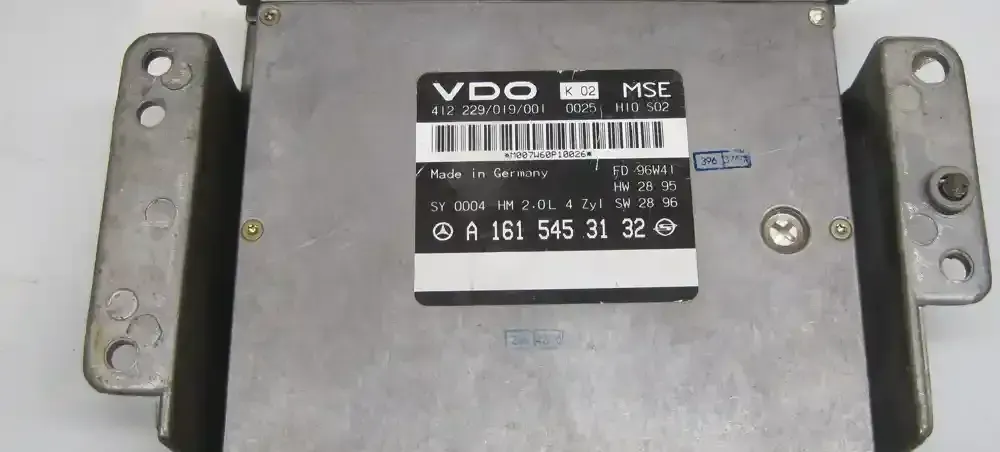 VDO K 02 MSE
412 229/019/001 0025 H10 S02
*M007W60P10026*
396
Made in Germany FD 96W41
HW 28 95
SY 0004 HM 2.0L 4 Zyl SW 28 96
A 161 545 31 32